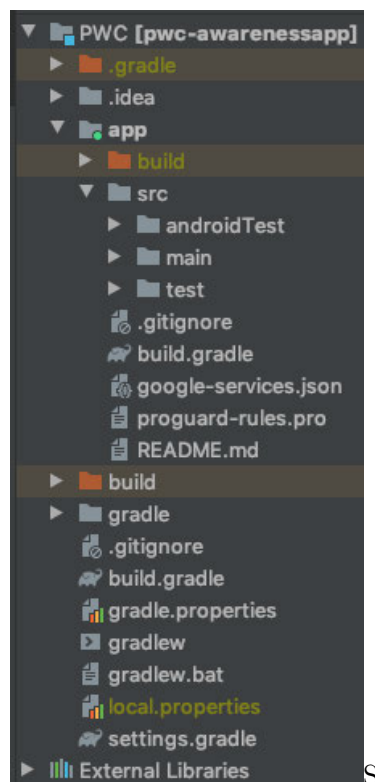 PWC [pwc-awarenessapp]
.gradle
.idea
app
build
src
androidTest
main
test
.gitignore
build.gradle
google-services.json
proguard-rules.pro
README.md
build
gradle
.gitignore
build.gradle
gradle.properties
gradlew
gradlew.bat
local.properties
settings.gradle
External Libraries